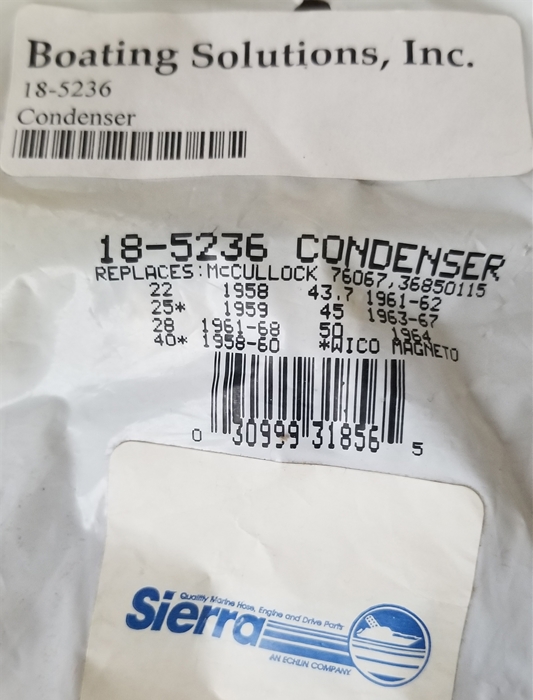 Boating Solutions, Inc.
18-5236
Condenser
18-5236 CONDENSER
REPLACES:McCULLOCK 76067,36850115
22 1958 43.7 1961-62
25* 1959 45 1963-67
28 1961-68 50 1964
40* 1958-60 *WICO MAGNETO
0 30999 31856 5
Quality Marine Hose, Engine and Drive Parts
Sierra
AN ECHLIN COMPANY